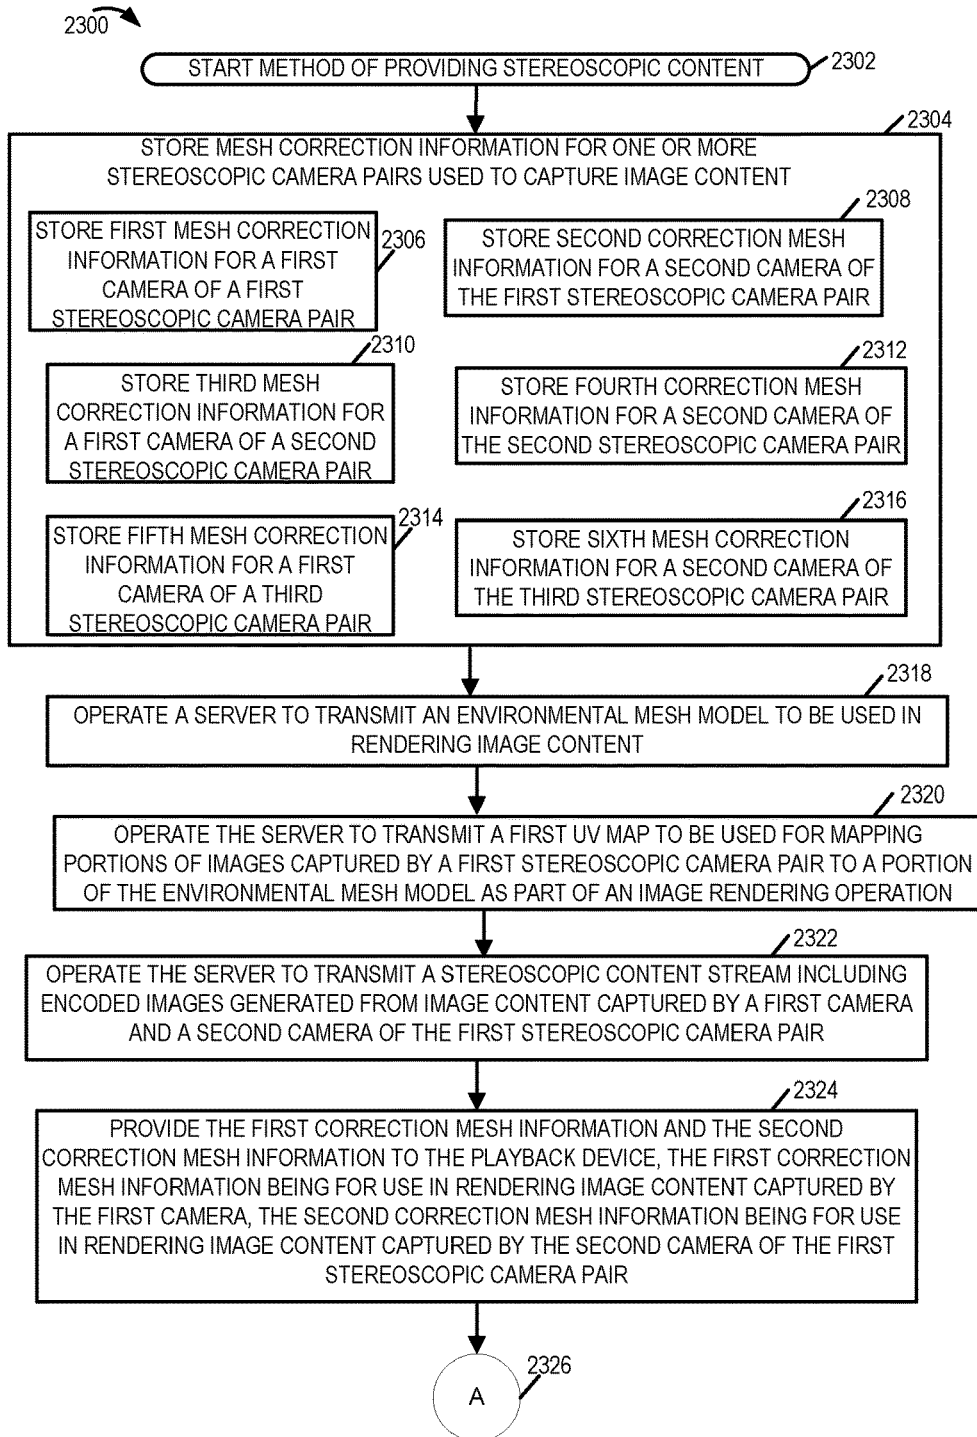 2300
START METHOD OF PROVIDING STEREOSCOPIC CONTENT
2302
2304
STORE MESH CORRECTION INFORMATION FOR ONE OR MORE
STEREOSCOPIC CAMERA PAIRS USED TO CAPTURE IMAGE CONTENT
STORE FIRST MESH CORRECTION
INFORMATION FOR A FIRST
CAMERA OF A FIRST
STEREOSCOPIC CAMERA PAIR
2306
2308
STORE SECOND CORRECTION MESH
INFORMATION FOR A SECOND CAMERA OF
THE FIRST STEREOSCOPIC CAMERA PAIR
2310
STORE THIRD MESH
CORRECTION INFORMATION FOR
A FIRST CAMERA OF A SECOND
STEREOSCOPIC CAMERA PAIR
2312
STORE FOURTH CORRECTION MESH
INFORMATION FOR A SECOND CAMERA OF
THE SECOND STEREOSCOPIC CAMERA PAIR
2314
STORE FIFTH MESH CORRECTION
INFORMATION FOR A FIRST
CAMERA OF A THIRD
STEREOSCOPIC CAMERA PAIR
2316
STORE SIXTH MESH CORRECTION
INFORMATION FOR A SECOND CAMERA OF
THE THIRD STEREOSCOPIC CAMERA PAIR
2318
OPERATE A SERVER TO TRANSMIT AN ENVIRONMENTAL MESH MODEL TO BE USED IN
RENDERING IMAGE CONTENT
2320
OPERATE THE SERVER TO TRANSMIT A FIRST UV MAP TO BE USED FOR MAPPING
PORTIONS OF IMAGES CAPTURED BY A FIRST STEREOSCOPIC CAMERA PAIR TO A PORTION
OF THE ENVIRONMENTAL MESH MODEL AS PART OF AN IMAGE RENDERING OPERATION
2322
OPERATE THE SERVER TO TRANSMIT A STEREOSCOPIC CONTENT STREAM INCLUDING
ENCODED IMAGES GENERATED FROM IMAGE CONTENT CAPTURED BY A FIRST CAMERA
AND A SECOND CAMERA OF THE FIRST STEREOSCOPIC CAMERA PAIR
2324
PROVIDE THE FIRST CORRECTION MESH INFORMATION AND THE SECOND
CORRECTION MESH INFORMATION TO THE PLAYBACK DEVICE, THE FIRST CORRECTION
MESH INFORMATION BEING FOR USE IN RENDERING IMAGE CONTENT CAPTURED BY
THE FIRST CAMERA, THE SECOND CORRECTION MESH INFORMATION BEING FOR USE
IN RENDERING IMAGE CONTENT CAPTURED BY THE SECOND CAMERA OF THE FIRST
STEREOSCOPIC CAMERA PAIR
A
2326